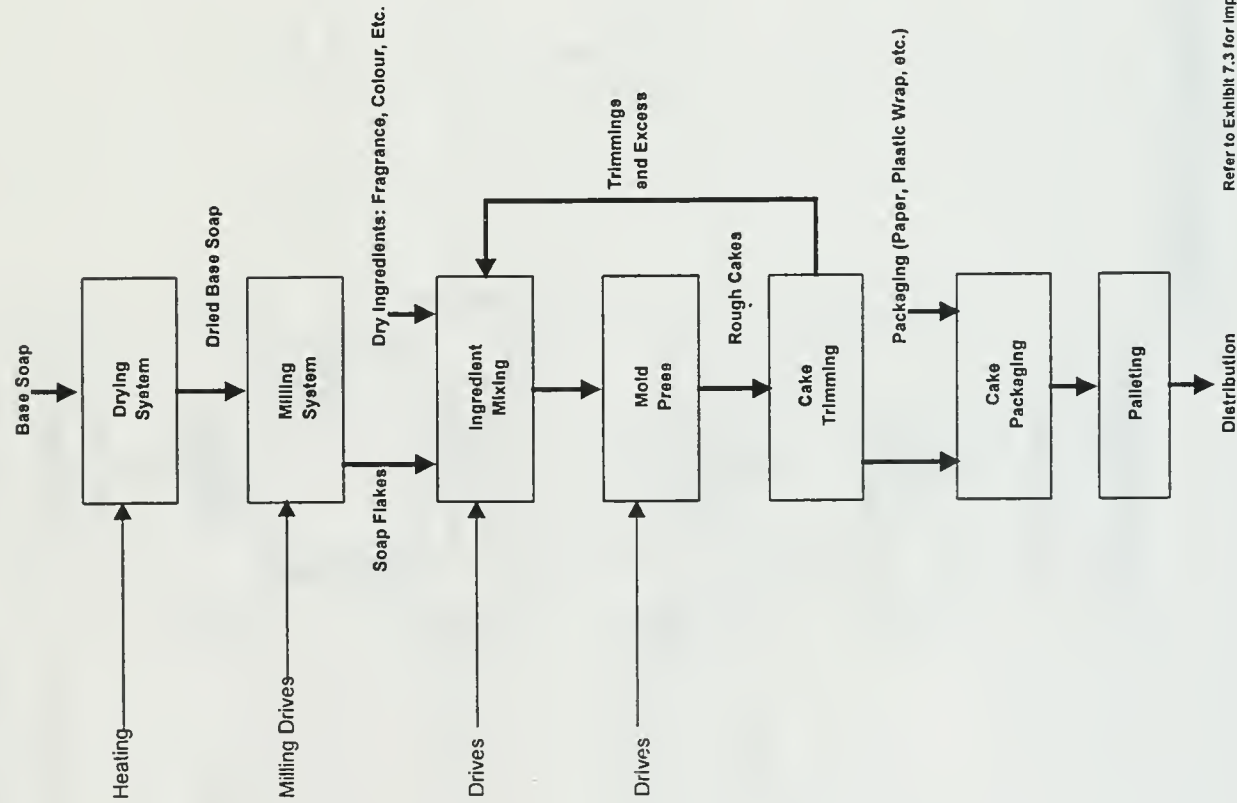 Base Soap
Heating
Drying
System
Dried Base Soap
Milling Drives
Milling
System
Soap Flakes
Dry Ingredients: Fragrance, Colour, Etc.
Drives
Ingredient
Mixing
Trimmings
and Excess
Drives
Mold
Press
Rough Cakes
Cake
Trimming
Packaging (Paper, Plastic Wrap, etc.)
Cake
Packaging
Palleting
Distribution
Refer to Exhibit 7.3 for